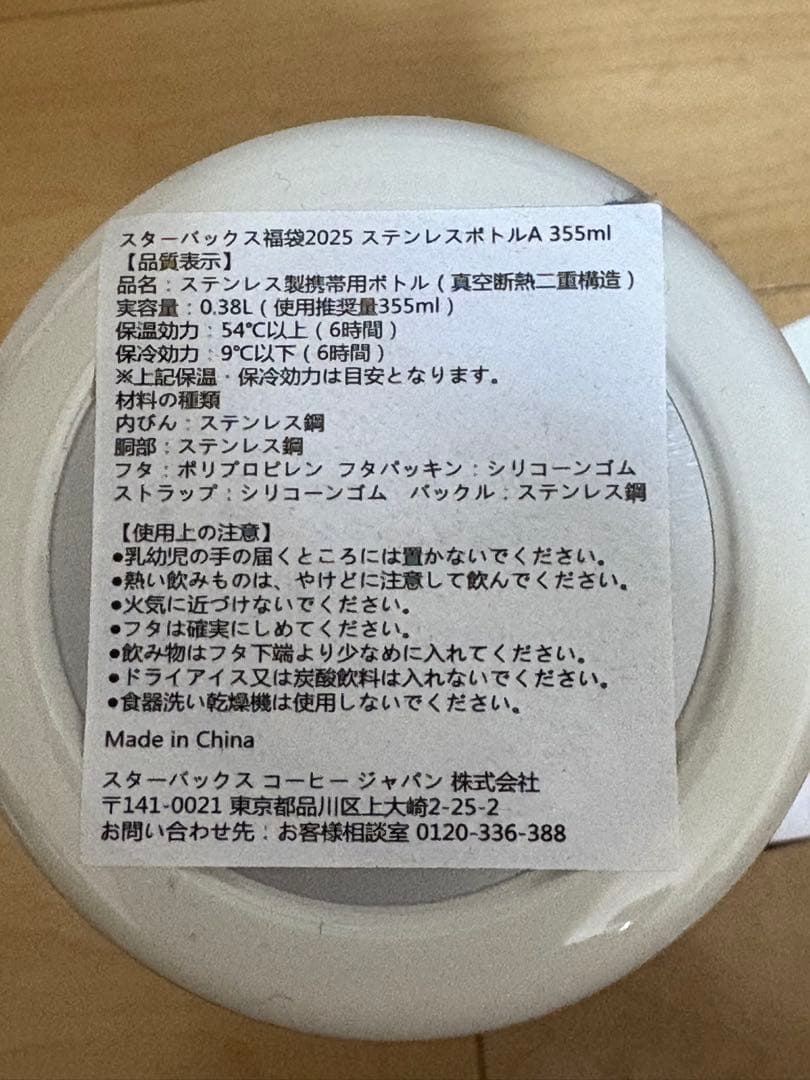 スターバックス福袋2025 ステンレスボトルA 355ml
【品質表示】
品名：ステンレス製携帯用ボトル（真空断熱二重構造）
実容量：0.38L（使用推奨量355ml）
保温効力：54℃以上（6時間）
保冷効力：9℃以下（6時間）
※上記保温・保冷効力は目安となります。
材料の種類
内びん：ステンレス鋼
胴部：ステンレス鋼
フタ：ポリプロピレン フタパッキン：シリコーンゴム
ストラップ：シリコーンゴム バックル：ステンレス鋼
【使用上の注意】
●乳幼児の手の届くところには置かないでください。
●熱い飲みものは、やけどに注意して飲んでください。
●火気に近づけないでください。
●フタは確実にしめてください。
●飲み物はフタ下端より少なめに入れてください。
●ドライアイス又は炭酸飲料は入れないでください。
●食器洗い乾燥機は使用しないでください。
Made in China
スターバックス コーヒー ジャパン 株式会社
〒141-0021 東京都品川区上大崎2-25-2
お問い合わせ先：お客様相談室 0120-336-388